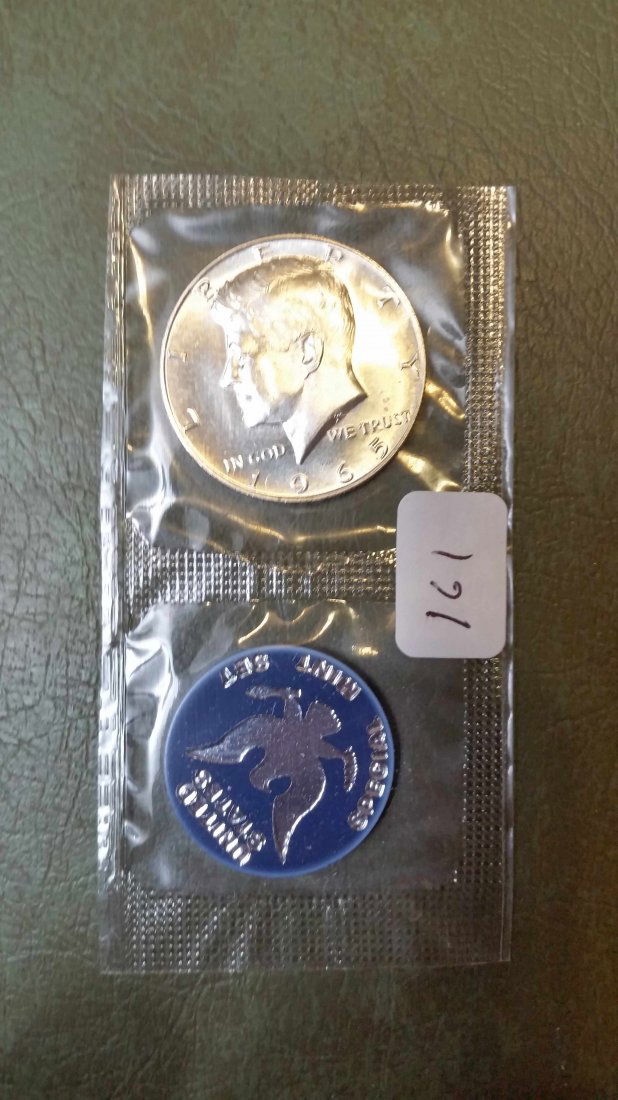 LIBERTY
IN GOD WE TRUST
1965
161
SPECIAL MINT SET
UNITED
STATES